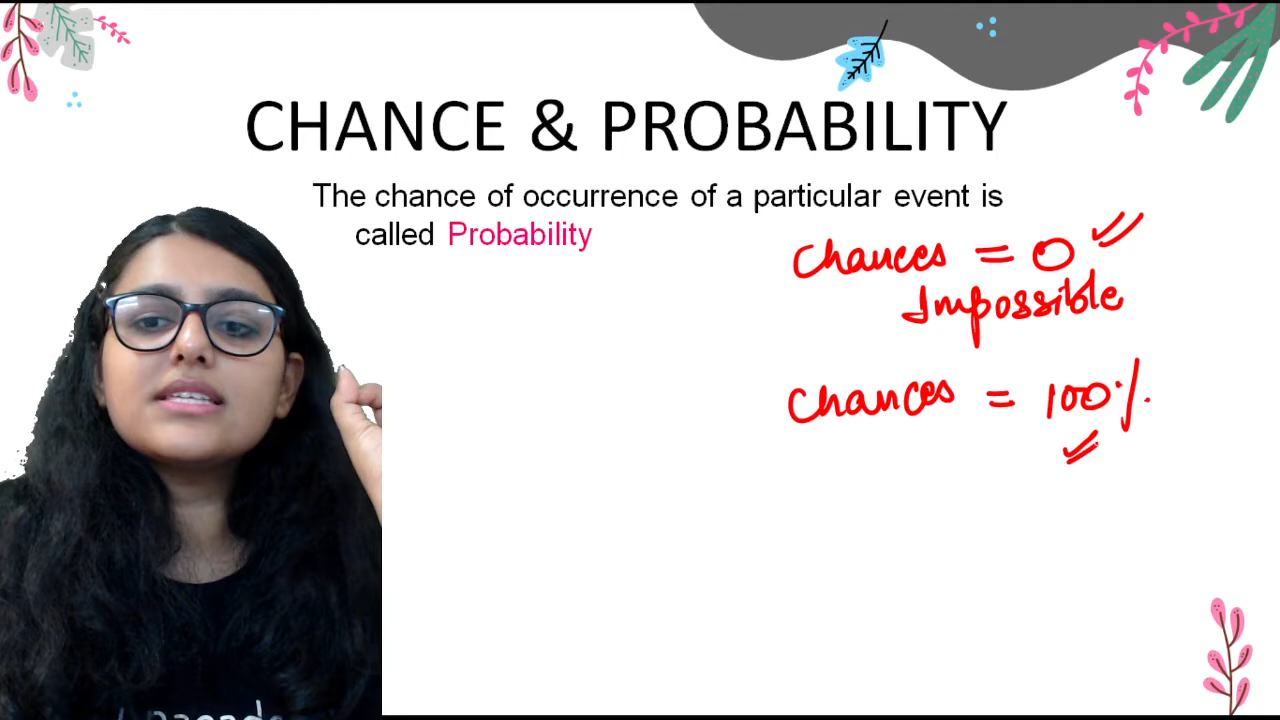 CHANCE & PROBABILITY
The chance of occurrence of a particular event is
called Probability
Chances = 0
Impossible
Chances = 100%